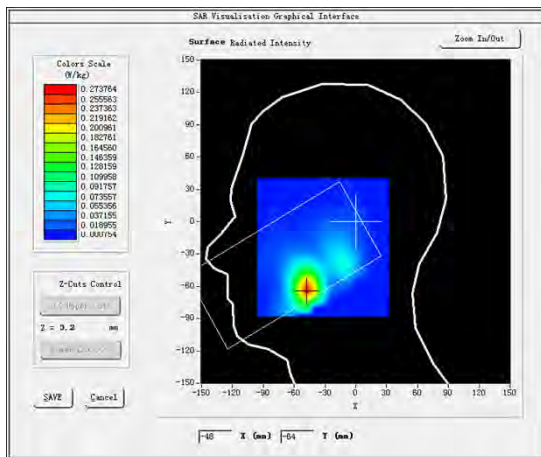 SAR Visualisation Graphical Interface
Surface Radiated Intensity
Zoom In/Out
Colors Scale
(W/kg)
0.273764
0.255563
0.237363
0.219162
0.200961
0.182761
0.164560
0.146359
0.128159
0.109958
0.091757
0.073557
0.055356
0.037155
0.018955
0.000754
150
120
90
60
30
0
-30
-60
-90
-120
-150
Y
-150 -120 -90 -60 -30 0 30 60 90 120 150
X
Z-Cuts Control
Z = 3.2 mm
SAVE Cancel
-48 X (mm) -64 Y (mm)